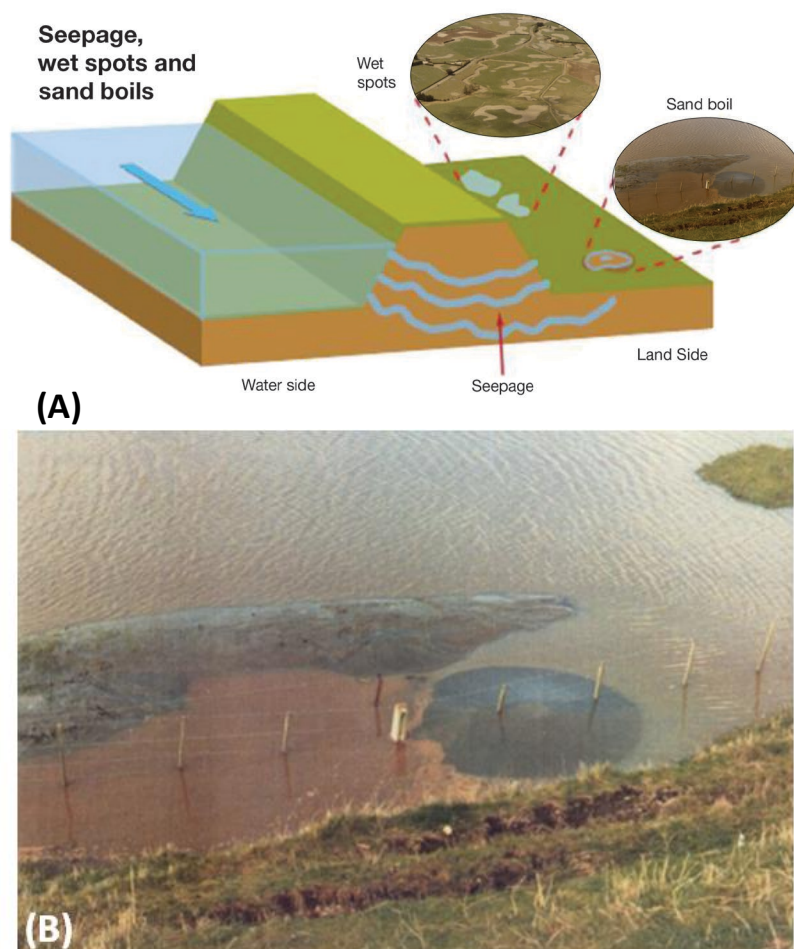 Seepage,
wet spots and
sand boils
Wet
spots
Sand boil
Land Side
Water side
Seepage
(A)
(B)